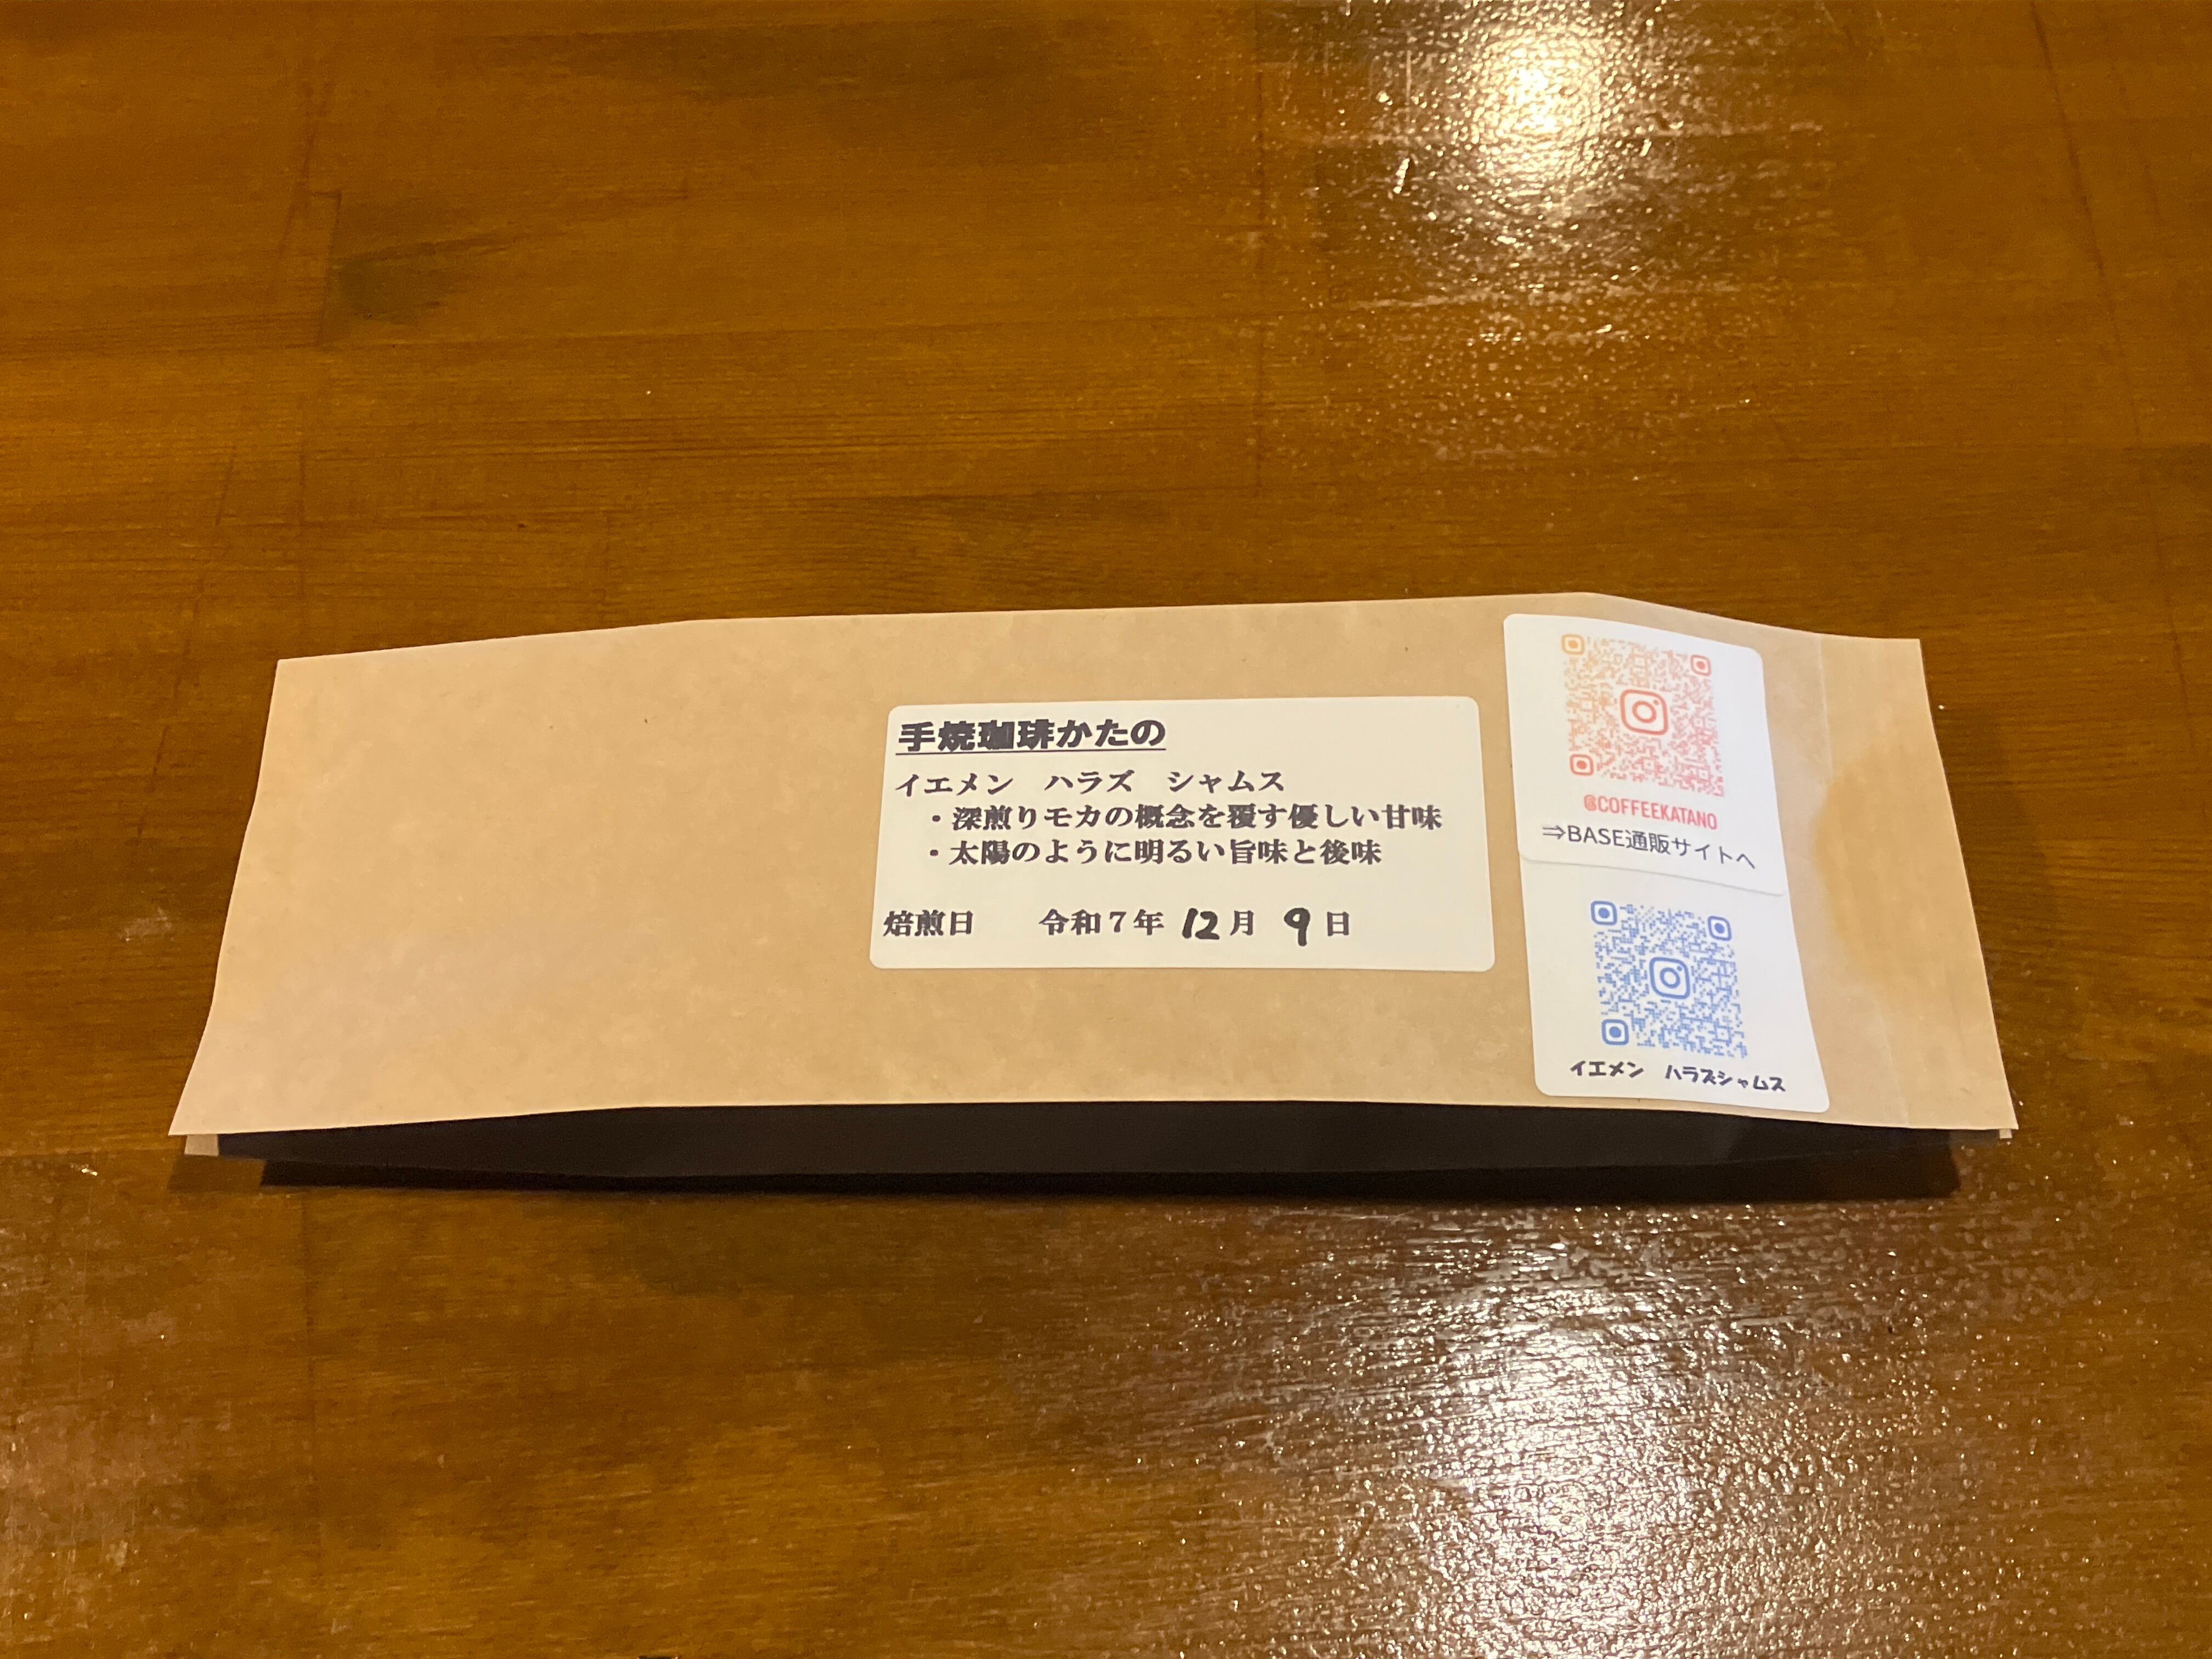 手焼珈琲かたの
イエメン　ハラズ　シャムス
・深煎りモカの概念を覆す優しい甘味
・太陽のように明るい旨味と後味
焙煎日　　令和７年 12月 9日
@COFFEEKATANO
⇒BASE通販サイトへ
イエメン　ハラズシャムス